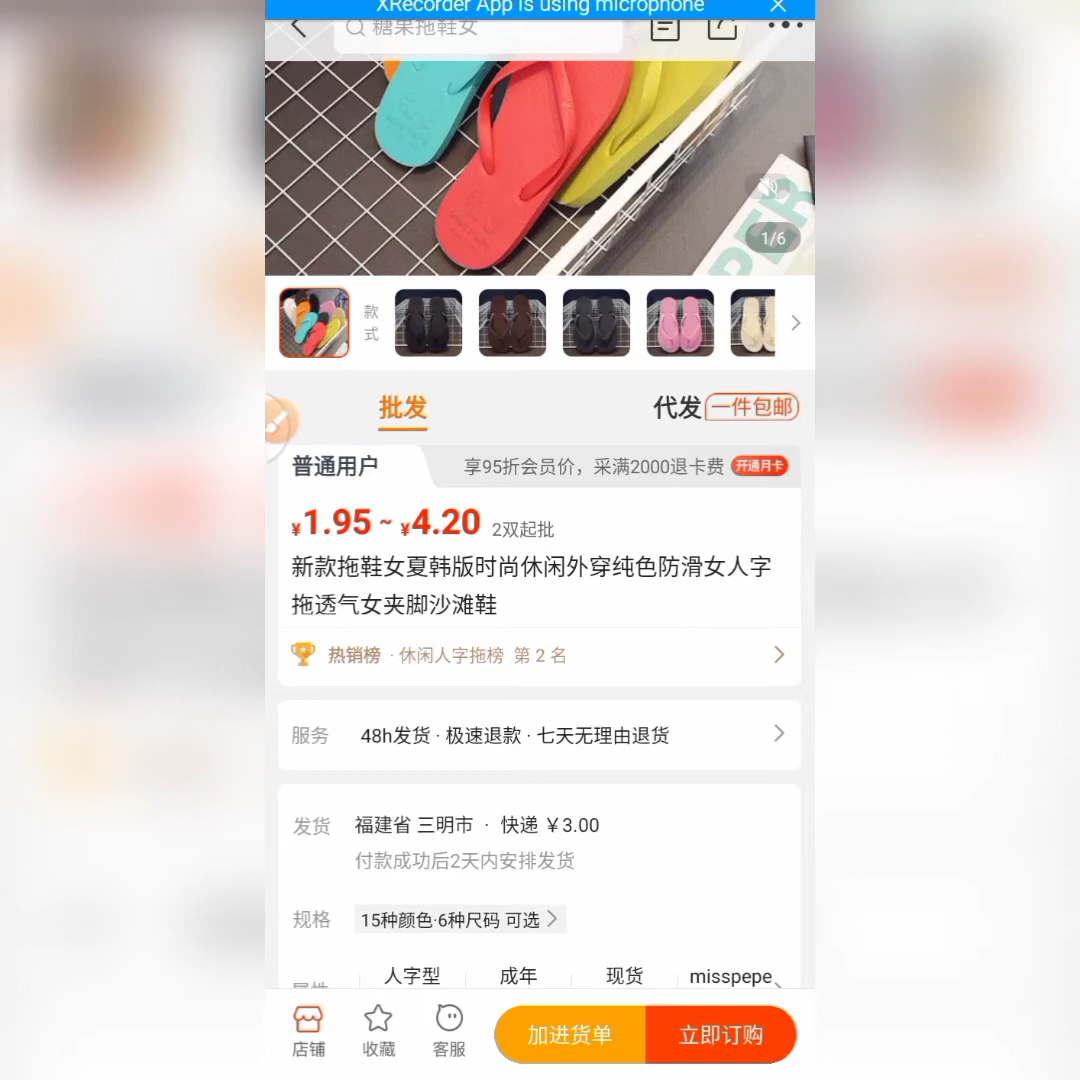 XRecorder App is using microphone
糖果拖鞋女
PER
1/6
款式
批发
代发 一件包邮
普通用户
享95折会员价，采满2000退卡费 开通月卡
¥1.95 ~ ¥4.20 2双起批
新款拖鞋女夏韩版时尚休闲外穿纯色防滑女人字
拖透气女夹脚沙滩鞋
热销榜 · 休闲人字拖榜 第 2 名
服务 48h发货 · 极速退款 · 七天无理由退货
发货 福建省 三明市 · 快递 ¥3.00
付款成功后2天内安排发货
规格 15种颜色·6种尺码 可选
属性 人字型 成年 现货 misspepe
店铺 收藏 客服 加进货单 立即订购